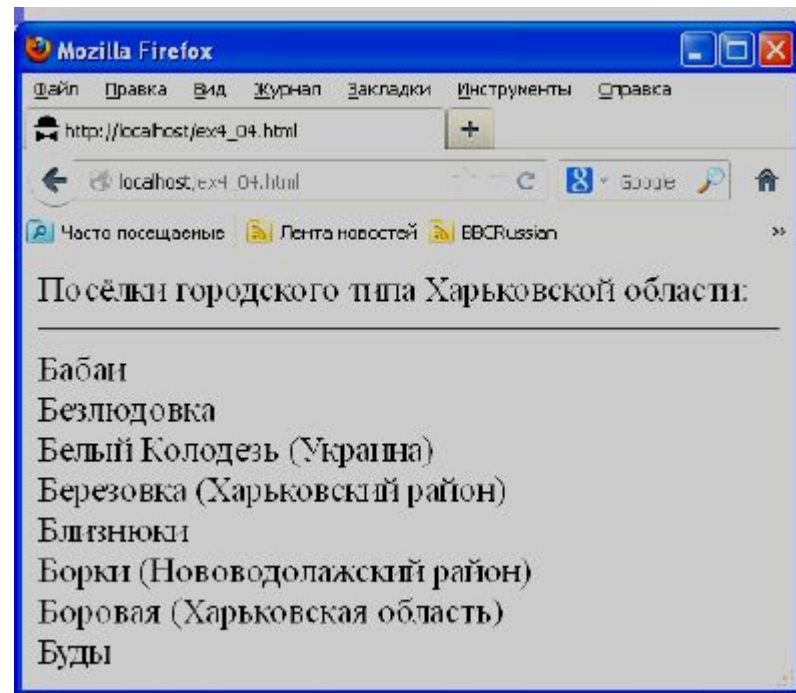 Mozilla Firefox
Файл Правка Вид Журнал Закладки Инструменты Справка
http://localhost/ex4_04.html +
localhost/ex4_04.html Google
Часто посещаемые Лента новостей BBCRussian »
Посёлки городского типа Харьковской области:
Бабаи
Безлюдовка
Белый Колодезь (Украина)
Березовка (Харьковский район)
Близнюки
Борки (Нововодолажский район)
Боровая (Харьковская область)
Буды